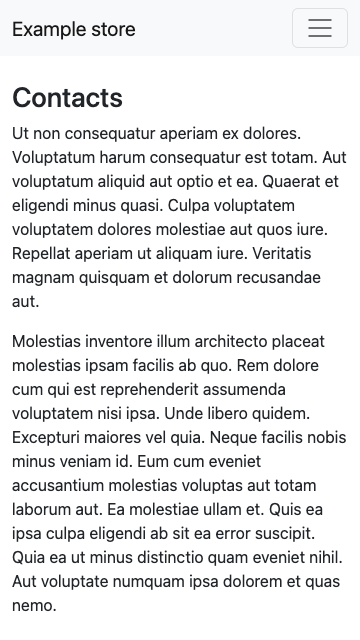 Example store
Contacts
Ut non consequatur aperiam ex dolores.
Voluptatum harum consequatur est totam. Aut
voluptatum aliquid aut optio et ea. Quaerat et
eligendi minus quasi. Culpa voluptatem
voluptatem dolores molestiae aut quos iure.
Repellat aperiam ut aliquam iure. Veritatis
magnam quisquam et dolorum recusandae
aut.
Molestias inventore illum architecto placeat
molestias ipsam facilis ab quo. Rem dolore
cum qui est reprehenderit assumenda
voluptatem nisi ipsa. Unde libero quidem.
Excepturi maiores vel quia. Neque facilis nobis
minus veniam id. Eum cum eveniet
accusantium molestias voluptas aut totam
laborum aut. Ea molestiae ullam et. Quis ea
ipsa culpa eligendi ab sit ea error suscipit.
Quia ea ut minus distinctio quam eveniet nihil.
Aut voluptate numquam ipsa dolorem et quas
nemo.